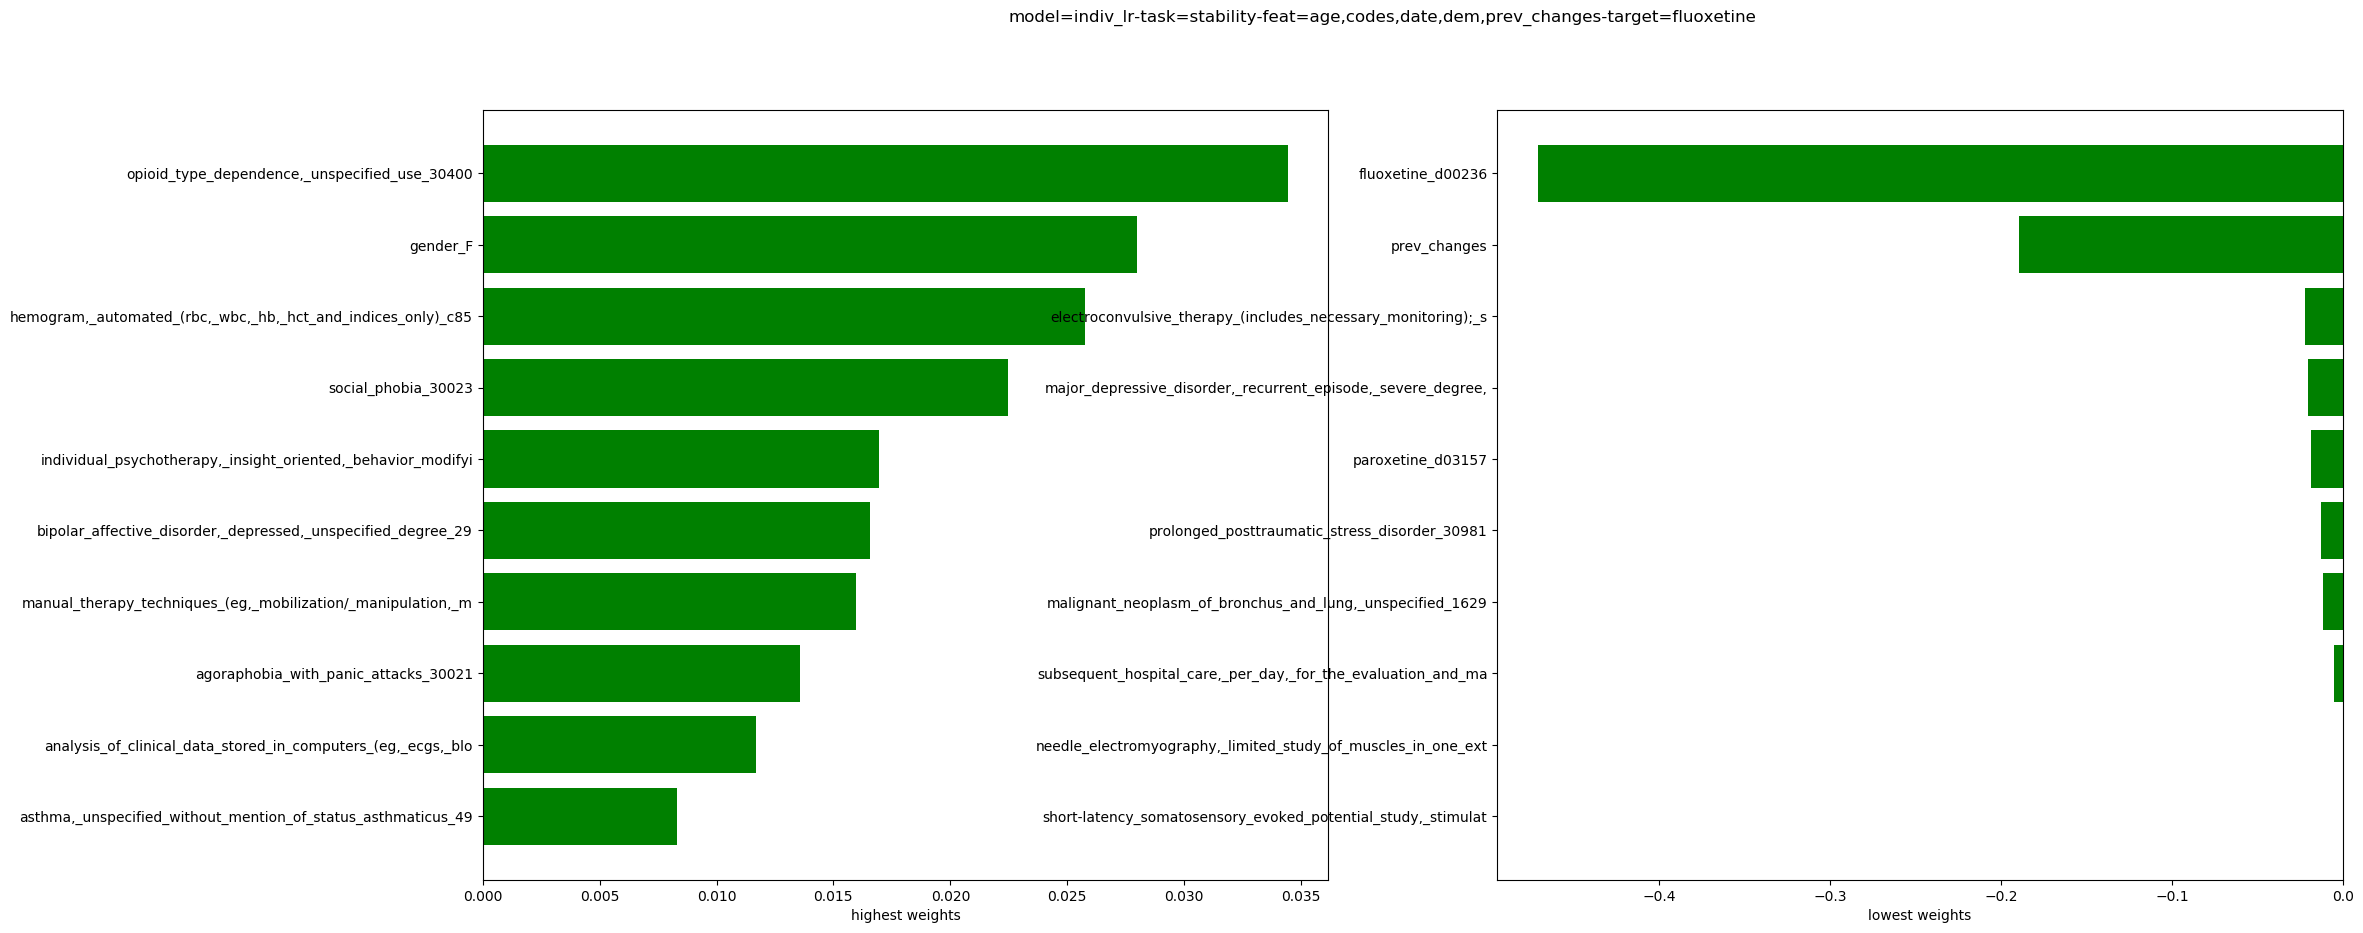 model=indiv_lr-task=stability-feat=age,codes,date,dem,prev_changes-target=fluoxetine
opioid_type_dependence,_unspecified_use_30400
gender_F
hemogram,_automated_(rbc,_wbc,_hb,_hct_and_indices_only)_c85
social_phobia_30023
individual_psychotherapy,_insight_oriented,_behavior_modifyi
bipolar_affective_disorder,_depressed,_unspecified_degree_29
manual_therapy_techniques_(eg,_mobilization/_manipulation,_m
agoraphobia_with_panic_attacks_30021
analysis_of_clinical_data_stored_in_computers_(eg,_ecgs,_blo
asthma,_unspecified_without_mention_of_status_asthmaticus_49
0.000 0.005 0.010 0.015 0.020 0.025 0.030 0.035
highest weights
fluoxetine_d00236
prev_changes
electroconvulsive_therapy_(includes_necessary_monitoring);_s
major_depressive_disorder,_recurrent_episode,_severe_degree,
paroxetine_d03157
prolonged_posttraumatic_stress_disorder_30981
malignant_neoplasm_of_bronchus_and_lung,_unspecified_1629
subsequent_hospital_care,_per_day,_for_the_evaluation_and_ma
needle_electromyography,_limited_study_of_muscles_in_one_ext
short-latency_somatosensory_evoked_potential_study,_stimulat
−0.4 −0.3 −0.2 −0.1 0.0
lowest weights